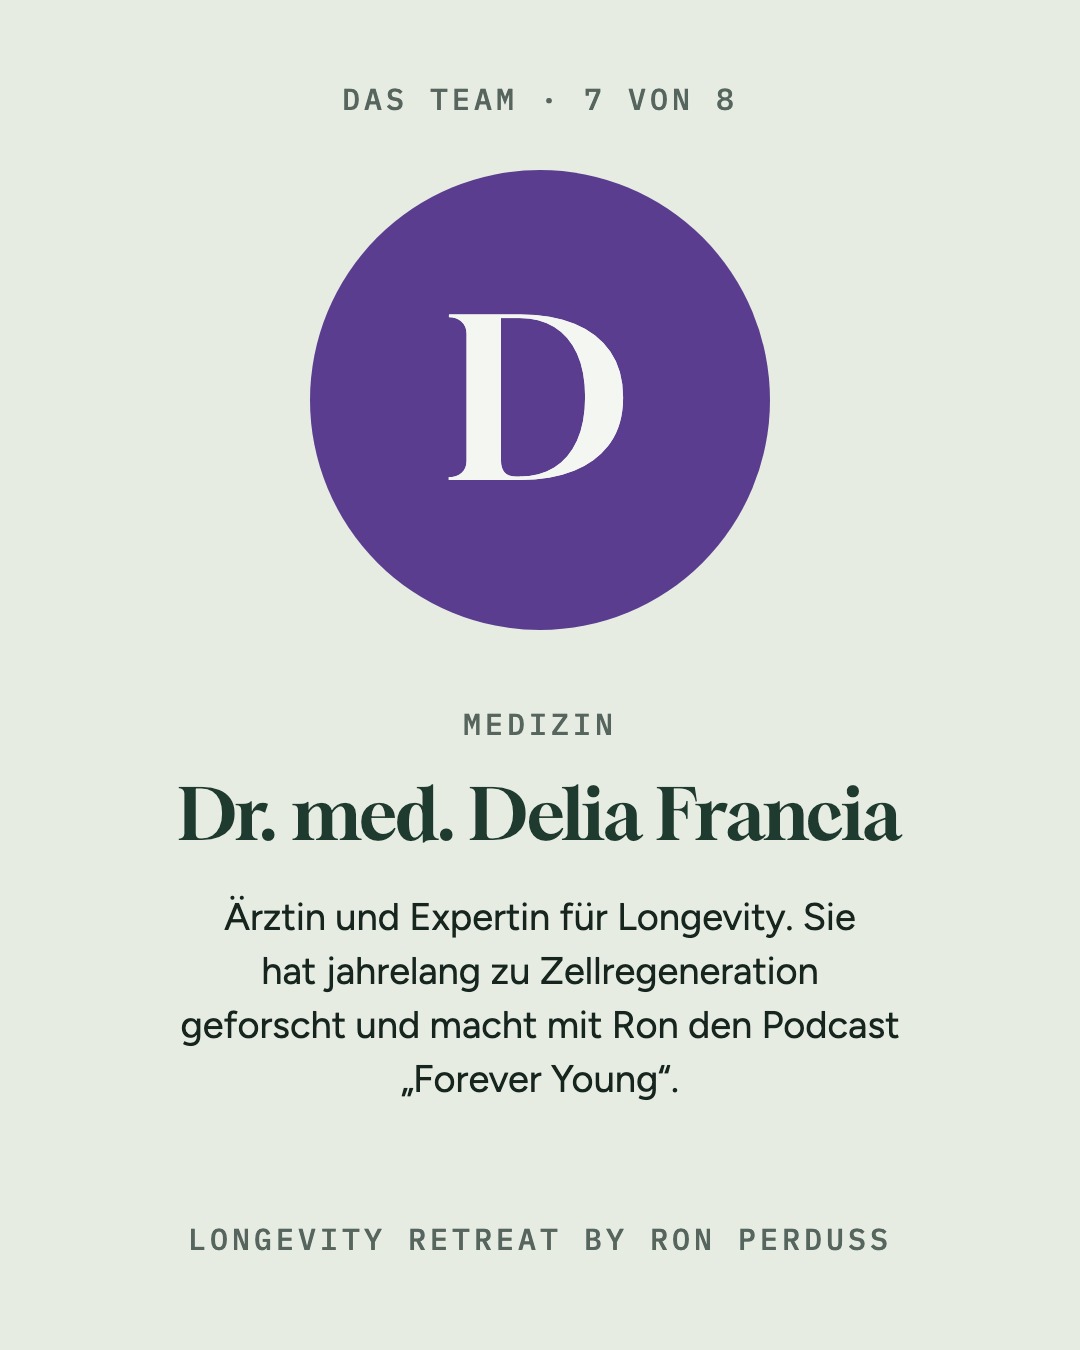 DAS TEAM · 7 VON 8
D
MEDIZIN
Dr. med. Delia Francia
Ärztin und Expertin für Longevity. Sie
hat jahrelang zu Zellregeneration
geforscht und macht mit Ron den Podcast
„Forever Young“.
LONGEVITY RETREAT BY RON PERDUSS